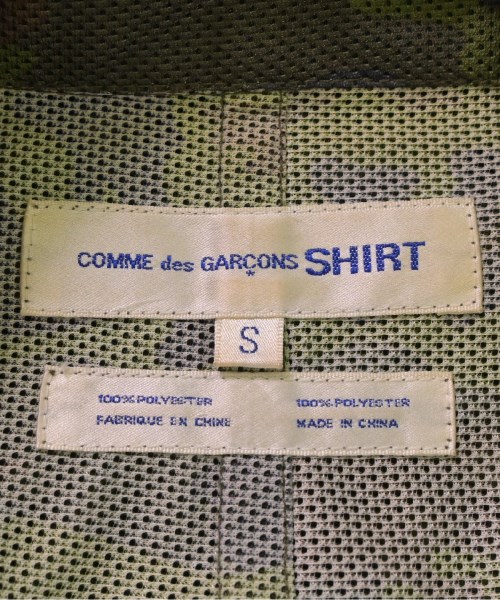 COMME des GARÇONS SHIRT
S
100% POLYESTER
FABRIQUE EN CHINE
100% POLYESTER
MADE IN CHINA